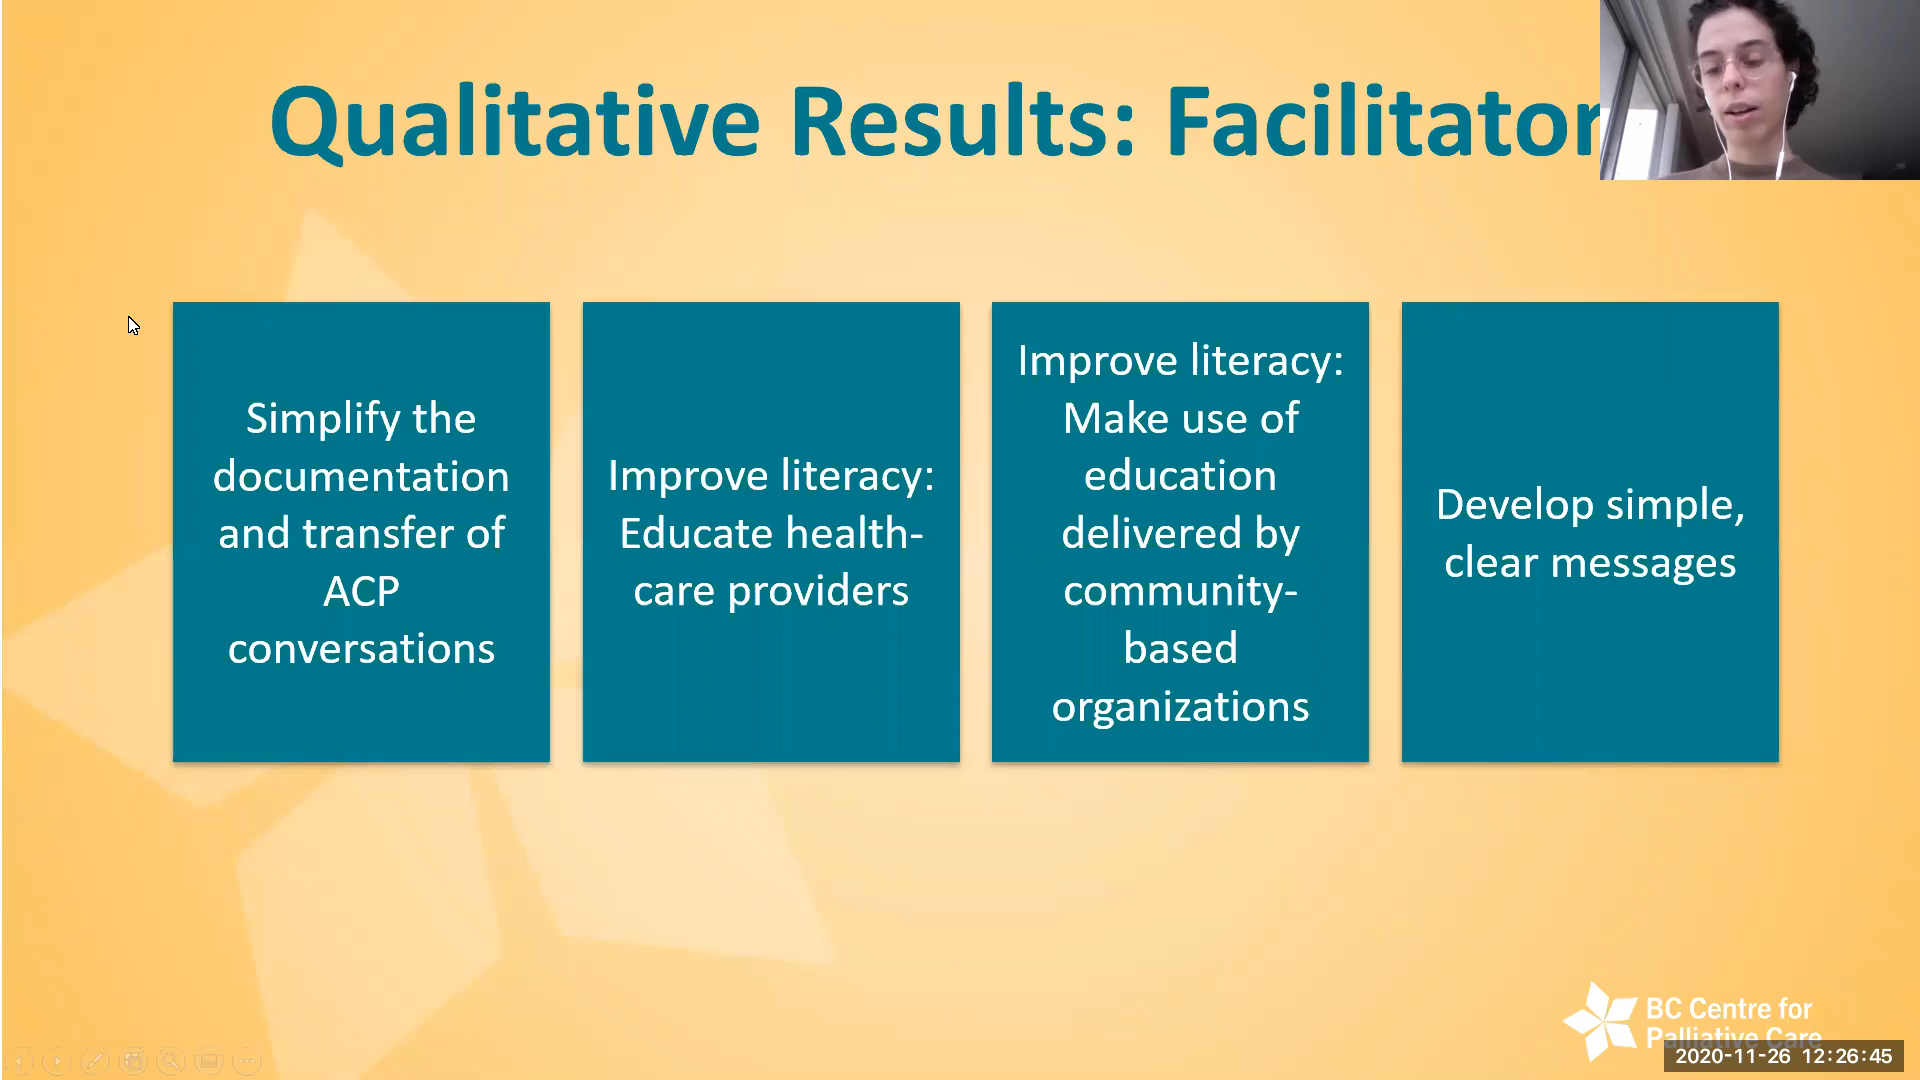 Qualitative Results: Facilitator
Simplify the
documentation
and transfer of
ACP
conversations
Improve literacy:
Educate health-
care providers
Improve literacy:
Make use of
education
delivered by
community-
based
organizations
Develop simple,
clear messages
BC Centre for
Palliative Care
2020-11-26 12:26:45